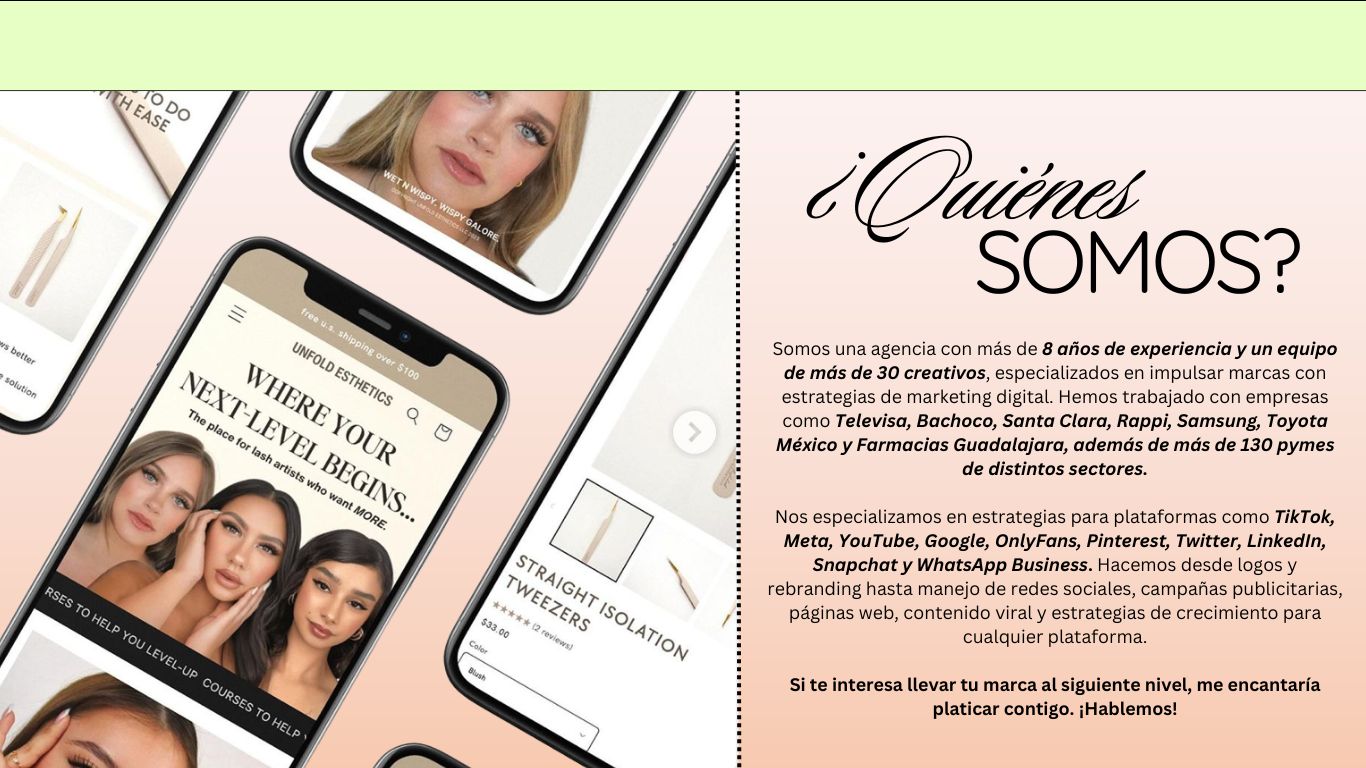 TO DO
WITH EASE
better
solution
WET N WISPY, WISPY GALORE.
free u.s. shipping over $100
UNFOLD ESTHETICS
WHERE YOUR
NEXT-LEVEL BEGINS...
The place for lash artists who want MORE.
RSES TO HELP YOU LEVEL-UP COURSES TO HELP
STRAIGHT ISOLATION
TWEEZERS
★★★★★ (2 reviews)
$33.00
Color
Blush
¿Quiénes
SOMOS?
Somos una agencia con más de 8 años de experiencia y un equipo
de más de 30 creativos, especializados en impulsar marcas con
estrategias de marketing digital. Hemos trabajado con empresas
como Televisa, Bachoco, Santa Clara, Rappi, Samsung, Toyota
México y Farmacias Guadalajara, además de más de 130 pymes
de distintos sectores.
Nos especializamos en estrategias para plataformas como TikTok,
Meta, YouTube, Google, OnlyFans, Pinterest, Twitter, LinkedIn,
Snapchat y WhatsApp Business. Hacemos desde logos y
rebranding hasta manejo de redes sociales, campañas publicitarias,
páginas web, contenido viral y estrategias de crecimiento para
cualquier plataforma.
Si te interesa llevar tu marca al siguiente nivel, me encantaría
platicar contigo. ¡Hablemos!